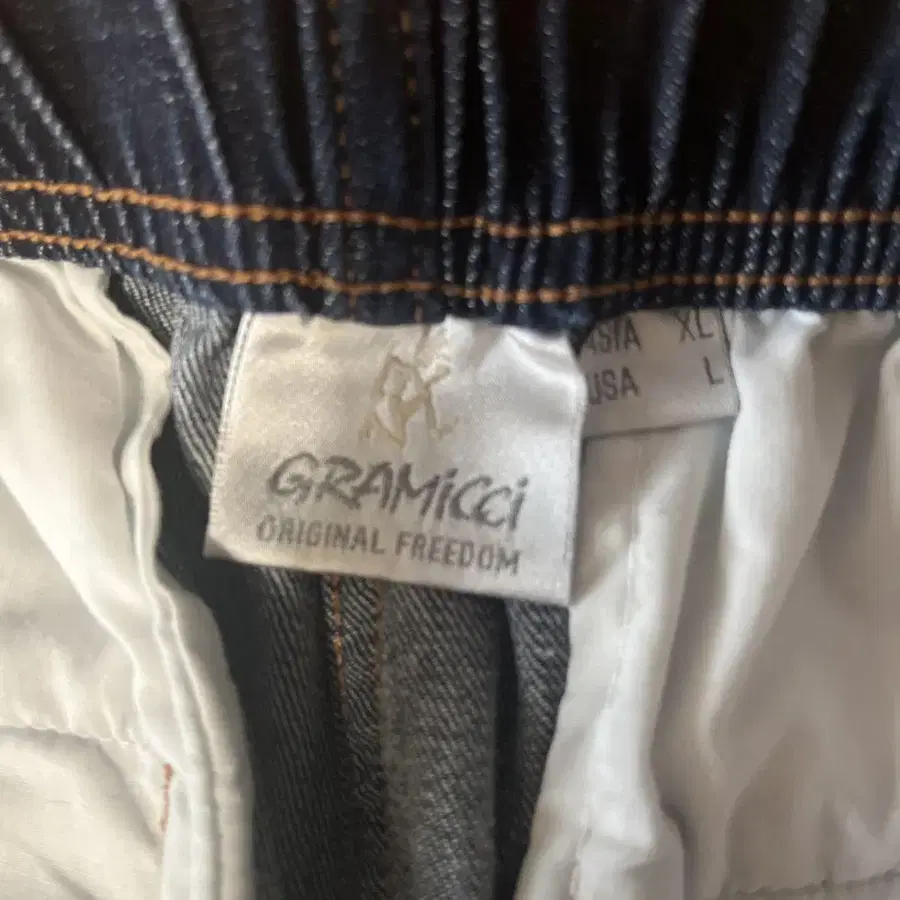 GRAMiCCi
ORIGINAL FREEDOM
ASIA XL
USA L